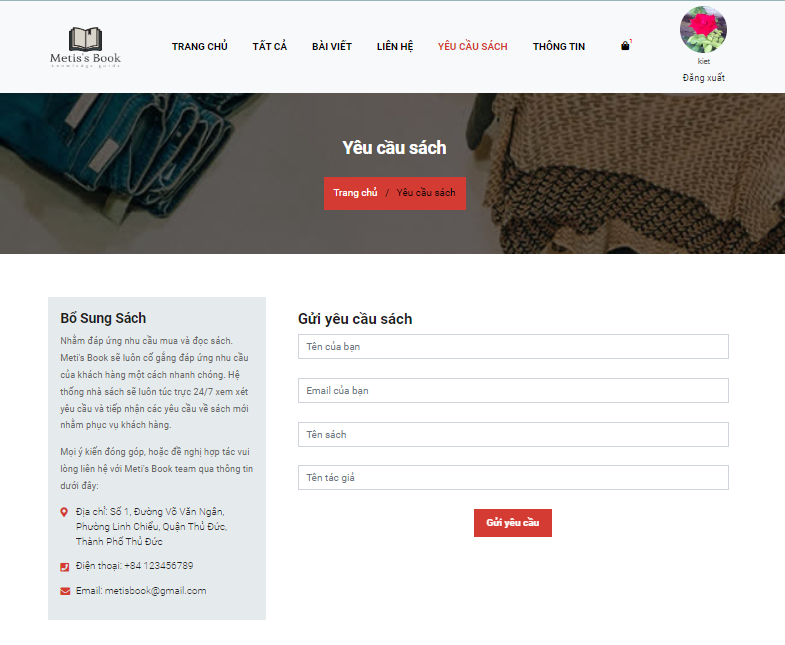 Metis's Book
knowledge guide
TRANG CHỦ
TẤT CẢ
BÀI VIẾT
LIÊN HỆ
YÊU CẦU SÁCH
THÔNG TIN
1
kiet
Đăng xuất
Yêu cầu sách
Trang chủ / Yêu cầu sách
Bổ Sung Sách
Nhằm đáp ứng nhu cầu mua và đọc sách.
Meti's Book sẽ luôn cố gắng đáp ứng nhu cầu
của khách hàng một cách nhanh chóng. Hệ
thống nhà sách sẽ luôn túc trực 24/7 xem xét
yêu cầu và tiếp nhận các yêu cầu về sách mới
nhằm phục vụ khách hàng.
Mọi ý kiến đóng góp, hoặc đề nghị hợp tác vui
lòng liên hệ với Meti's Book team qua thông tin
dưới đây:
Địa chỉ: Số 1, Đường Võ Văn Ngân,
Phường Linh Chiểu, Quận Thủ Đức,
Thành Phố Thủ Đức
Điện thoại: +84 123456789
Email: metisbook@gmail.com
Gửi yêu cầu sách
Tên của bạn
Email của bạn
Tên sách
Tên tác giả
Gửi yêu cầu